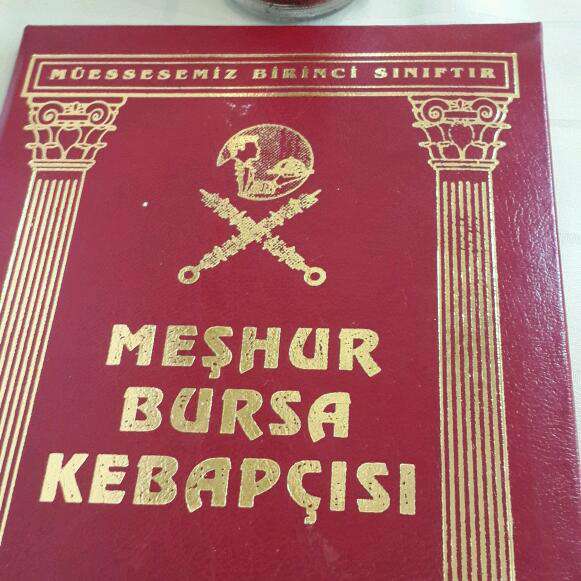 MÜESSESEMİZ BİRİNCİ SINIFTIR
MEŞHUR
BURSA
KEBAPÇISI